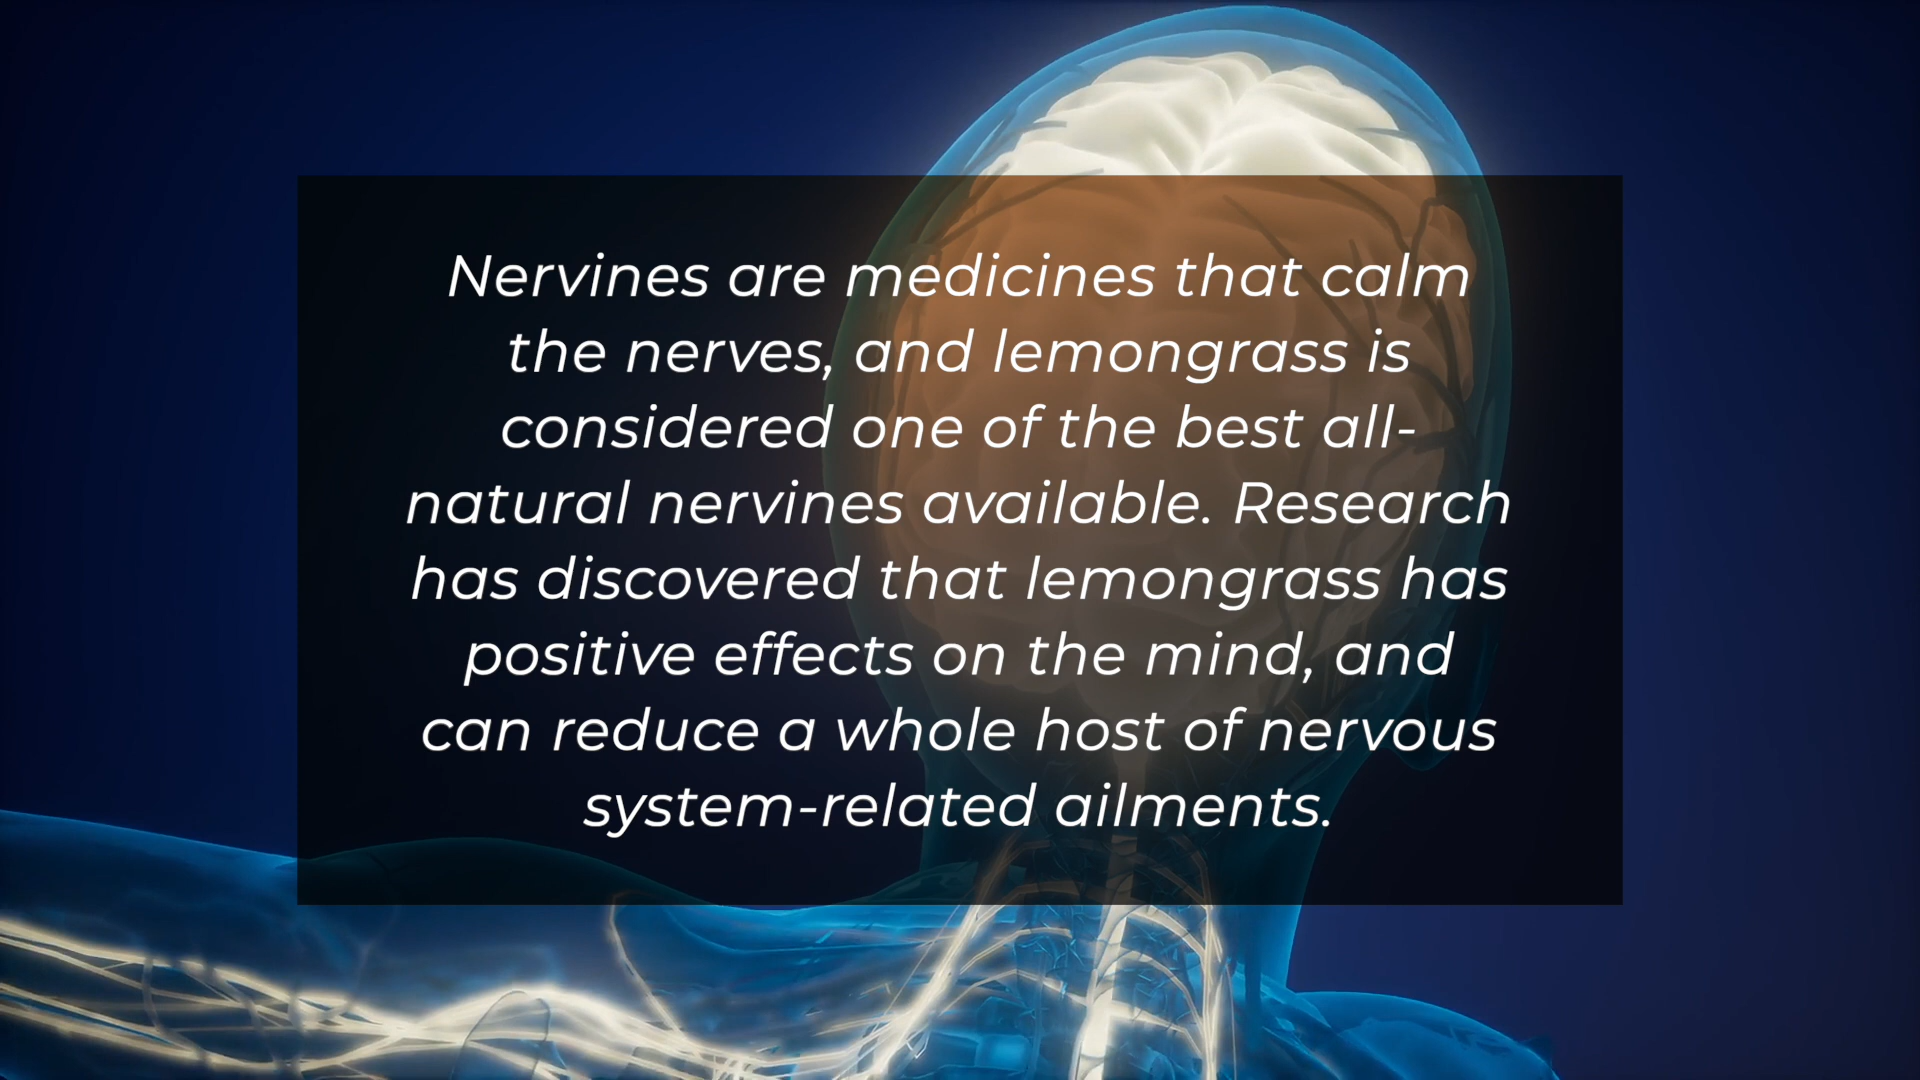 Nervines are medicines that calm
the nerves, and lemongrass is
considered one of the best all-
natural nervines available. Research
has discovered that lemongrass has
positive effects on the mind, and
can reduce a whole host of nervous
system-related ailments.